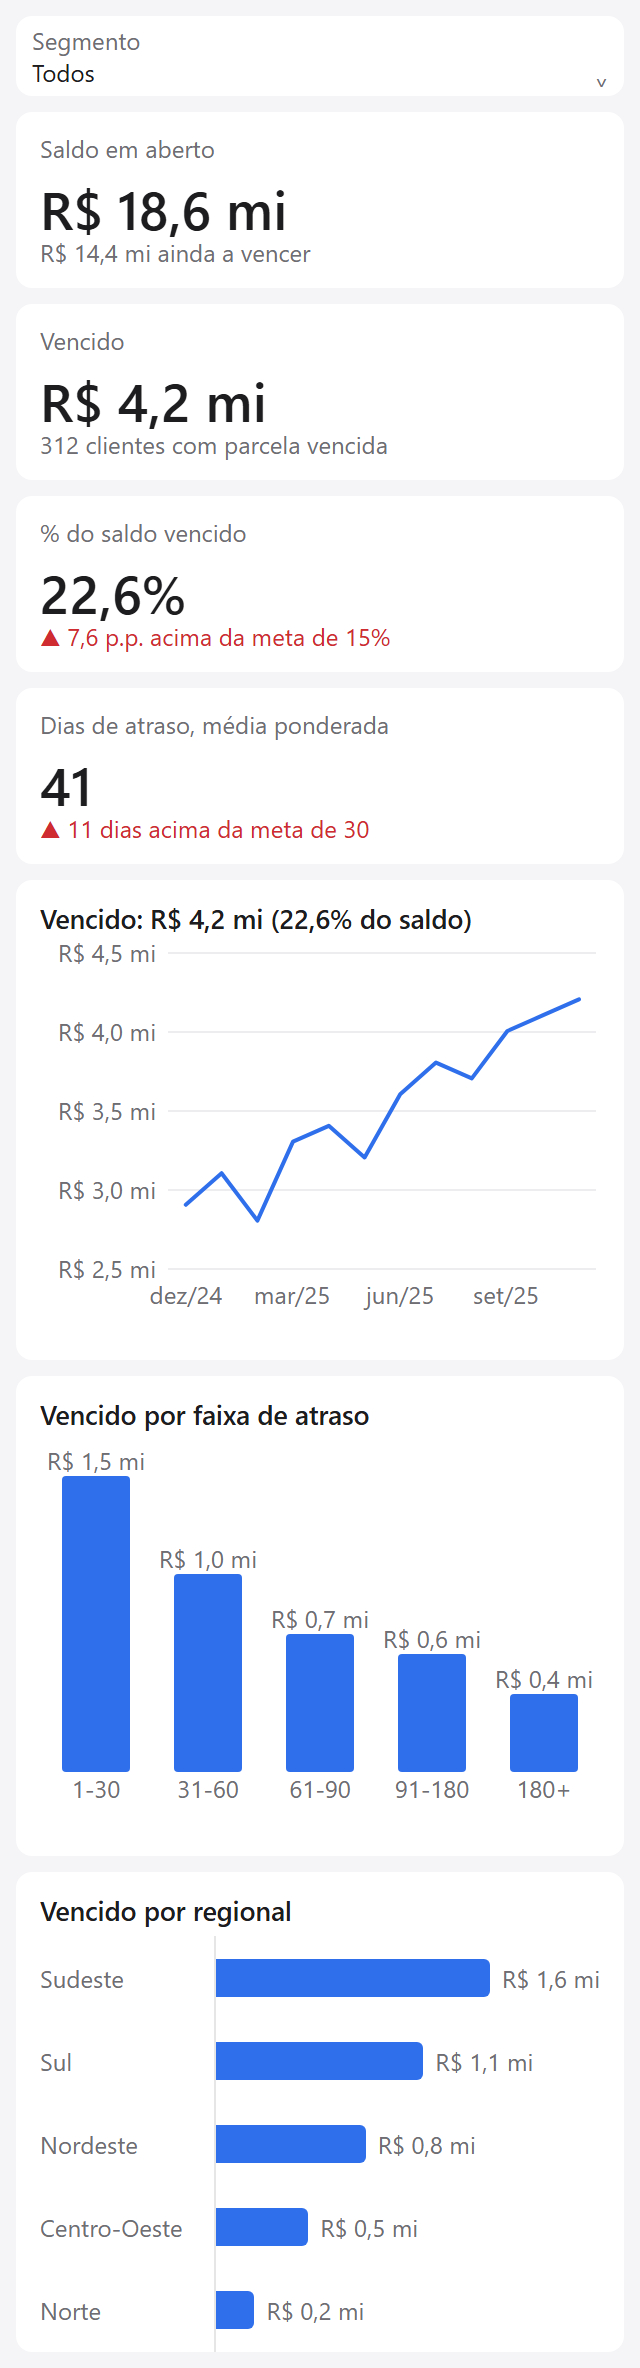 Segmento
Todos
Saldo em aberto
R$ 18,6 mi
R$ 14,4 mi ainda a vencer
Vencido
R$ 4,2 mi
312 clientes com parcela vencida
% do saldo vencido
22,6%
▲ 7,6 p.p. acima da meta de 15%
Dias de atraso, média ponderada
41
▲ 11 dias acima da meta de 30
Vencido: R$ 4,2 mi (22,6% do saldo)
R$ 4,5 mi
R$ 4,0 mi
R$ 3,5 mi
R$ 3,0 mi
R$ 2,5 mi
dez/24 mar/25 jun/25 set/25
Vencido por faixa de atraso
R$ 1,5 mi
R$ 1,0 mi
R$ 0,7 mi
R$ 0,6 mi
R$ 0,4 mi
1-30 31-60 61-90 91-180 180+
Vencido por regional
Sudeste R$ 1,6 mi
Sul R$ 1,1 mi
Nordeste R$ 0,8 mi
Centro-Oeste R$ 0,5 mi
Norte R$ 0,2 mi